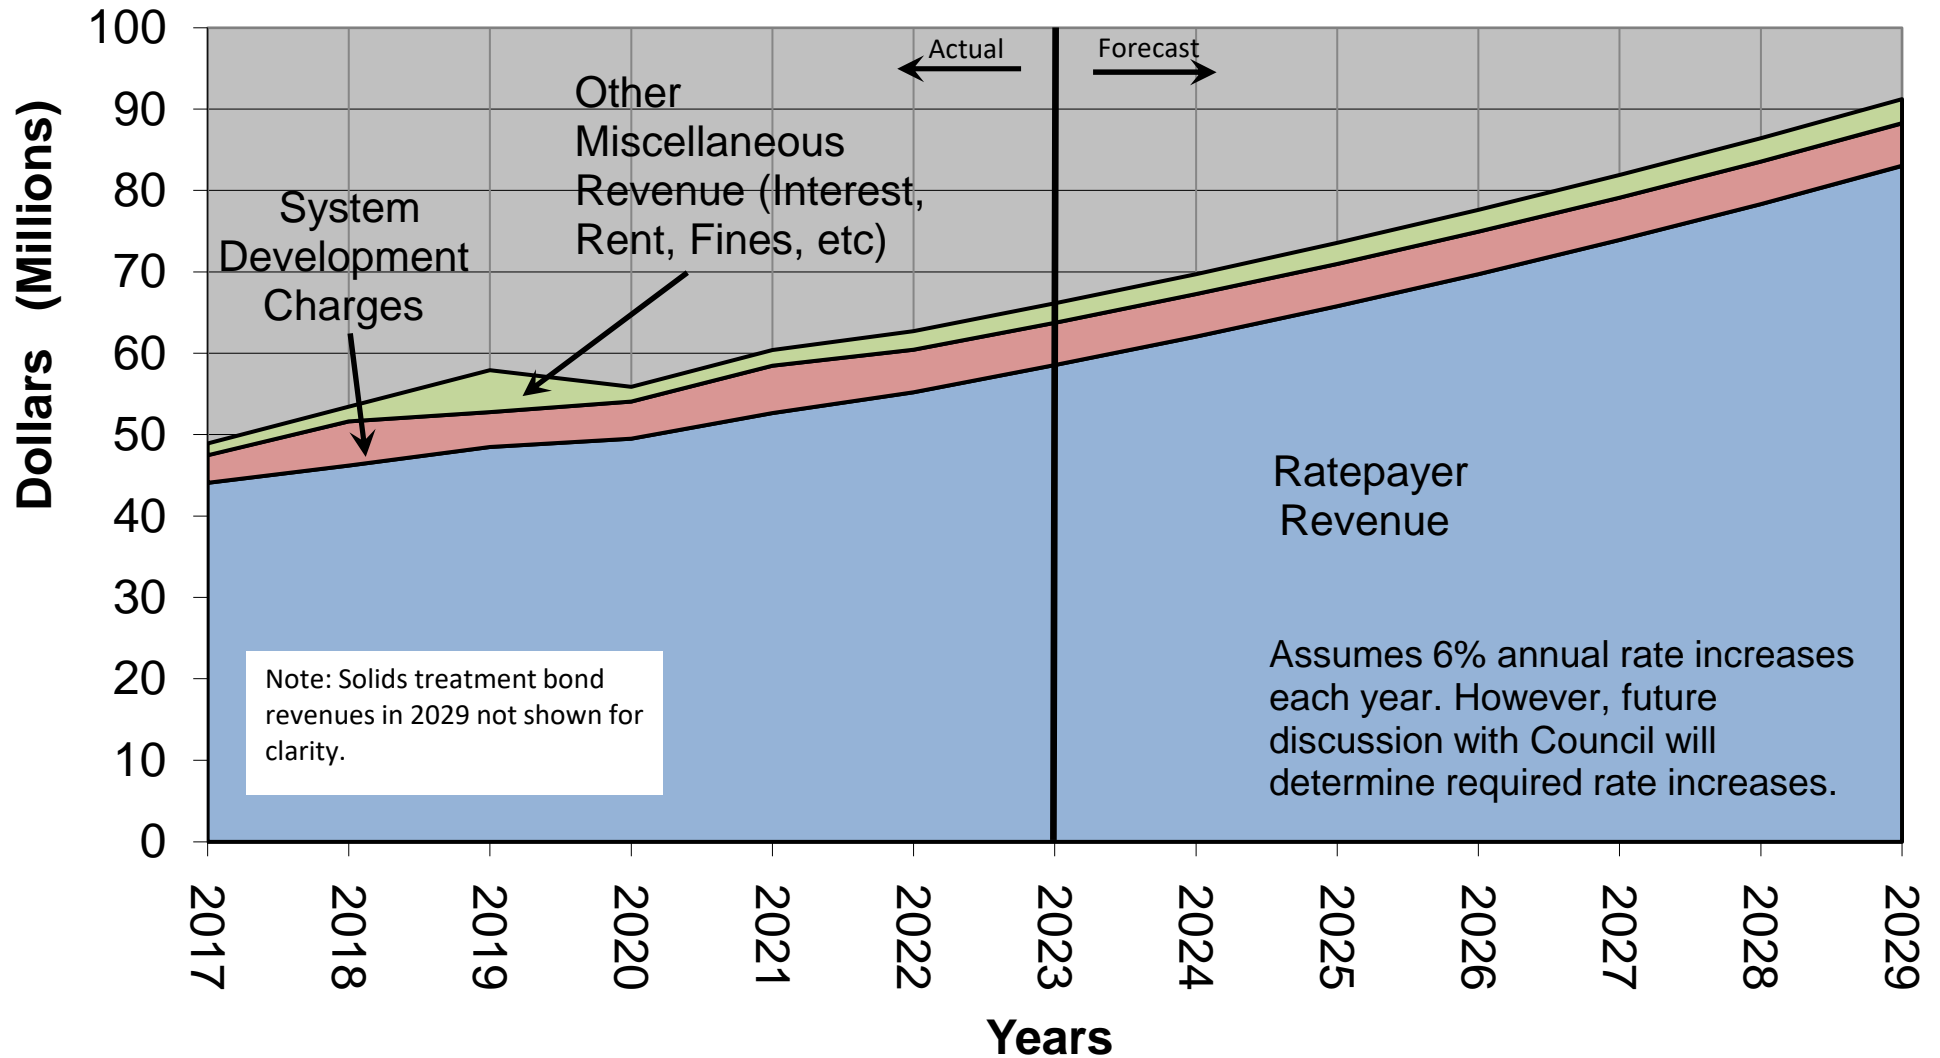 100
90
80
70
60
50
40
30
20
10
0
Dollars (Millions)
Actual
Forecast
Other
Miscellaneous
Revenue (Interest,
Rent, Fines, etc)
System
Development
Charges
Ratepayer
Revenue
Note: Solids treatment bond
revenues in 2029 not shown for
clarity.
Assumes 6% annual rate increases
each year. However, future
discussion with Council will
determine required rate increases.
2017
2018
2019
2020
2021
2022
2023
2024
2025
2026
2027
2028
2029
Years